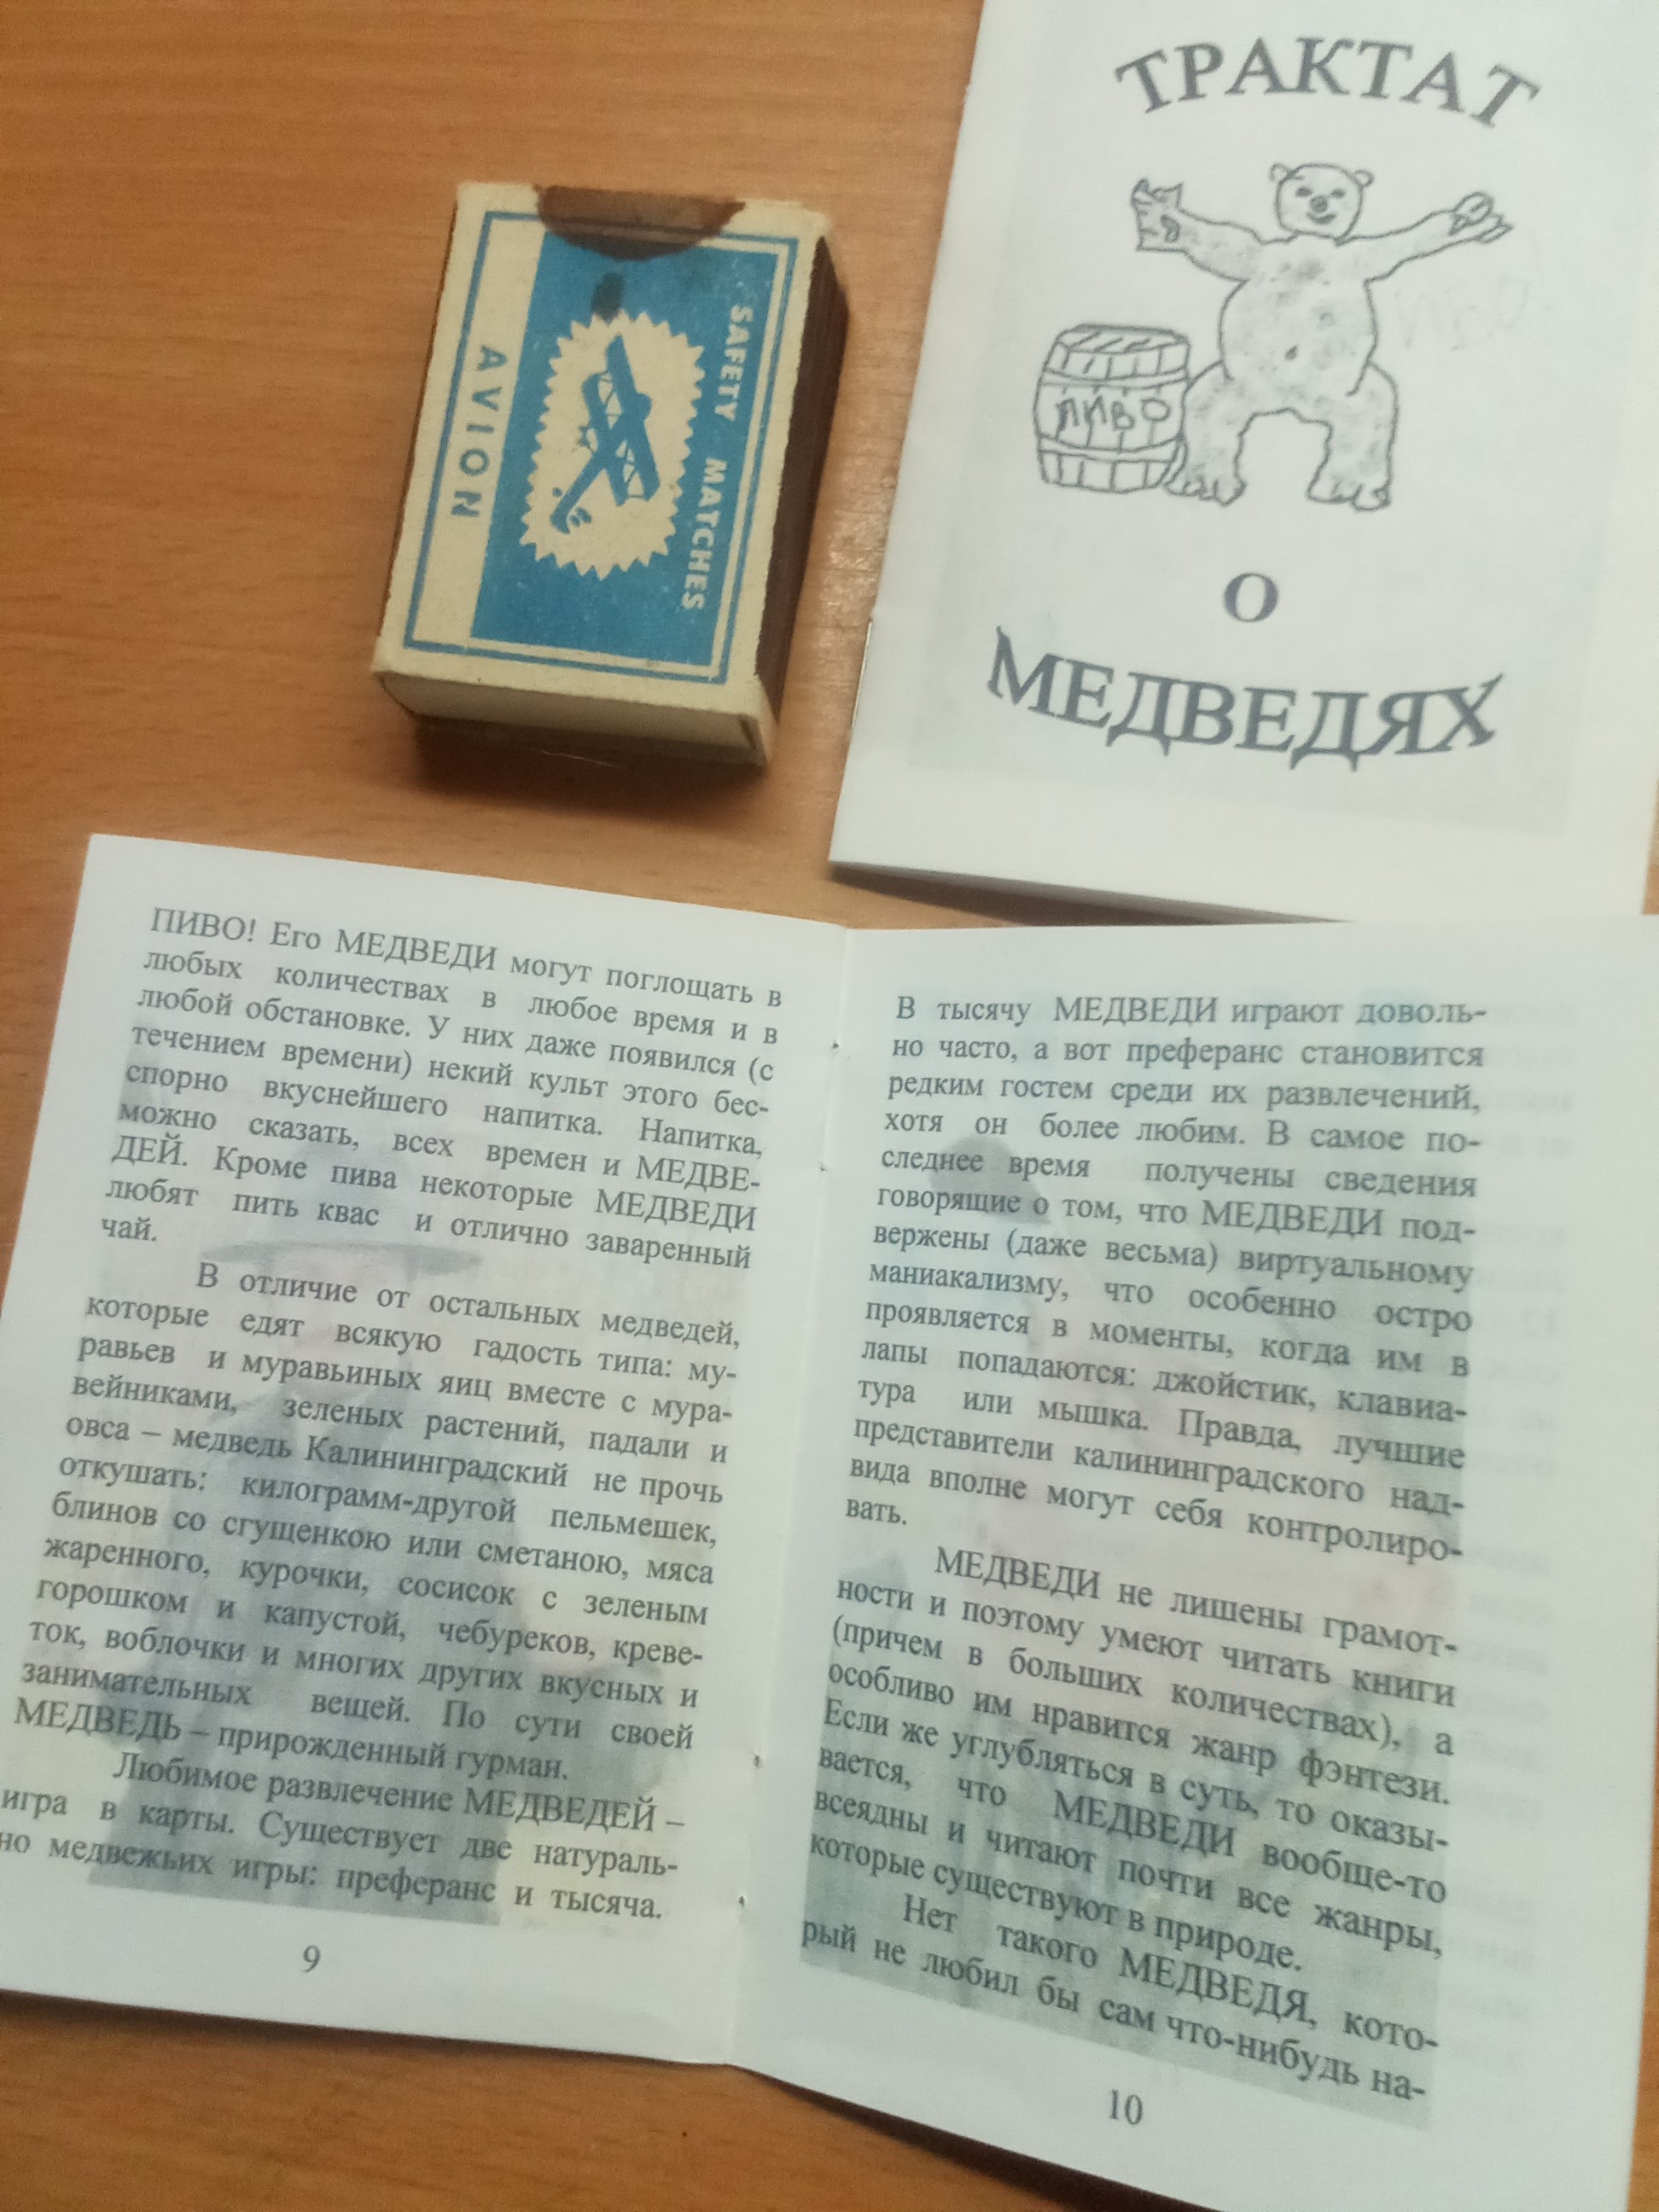 ТРАКТАТ
ПИВО
О
МЕДВЕДЯХ
SAFETY MATCHES
AVION
ПИВО! Его МЕДВЕДИ могут поглощать в
любых количествах в любое время и в
любой обстановке. У них даже появился (с
течением времени) некий культ этого бес-
спорно вкуснейшего напитка. Напитка,
можно сказать, всех времен и МЕДВЕ-
ДЕЙ. Кроме пива некоторые МЕДВЕДИ
любят пить квас и отлично заваренный
чай.
В отличие от остальных медведей,
которые едят всякую гадость типа: му-
равьев и муравьиных яиц вместе с мура-
вейниками, зеленых растений, падали и
овса – медведь Калининградский не прочь
откушать: килограмм-другой пельмешек,
блинов со сгущенкою или сметаною, мяса
жаренного, курочки, сосисок с зеленым
горошком и капустой, чебуреков, креве-
ток, воблочки и многих других вкусных и
занимательных вещей. По сути своей
МЕДВЕДЬ – прирожденный гурман.
Любимое развлечение МЕДВЕДЕЙ –
игра в карты. Существует две натураль-
но медвежьих игры: преферанс и тысяча.
9
В тысячу МЕДВЕДИ играют доволь-
но часто, а вот преферанс становится
редким гостем среди их развлечений,
хотя он более любим. В самое по-
следнее время получены сведения
говорящие о том, что МЕДВЕДИ под-
вержены (даже весьма) виртуальному
маниакализму, что особенно остро
проявляется в моменты, когда им в
лапы попадаются: джойстик, клавиа-
тура или мышка. Правда, лучшие
представители калининградского над-
вида вполне могут себя контролиро-
вать.
МЕДВЕДИ не лишены грамот-
ности и поэтому умеют читать книги
(причем в больших количествах), а
особливо им нравится жанр фэнтези.
Если же углубляться в суть, то оказы-
вается, что МЕДВЕДИ вообще-то
всеядны и читают почти все жанры,
которые существуют в природе.
Нет такого МЕДВЕДЯ, кото-
рый не любил бы сам что-нибудь на-
10